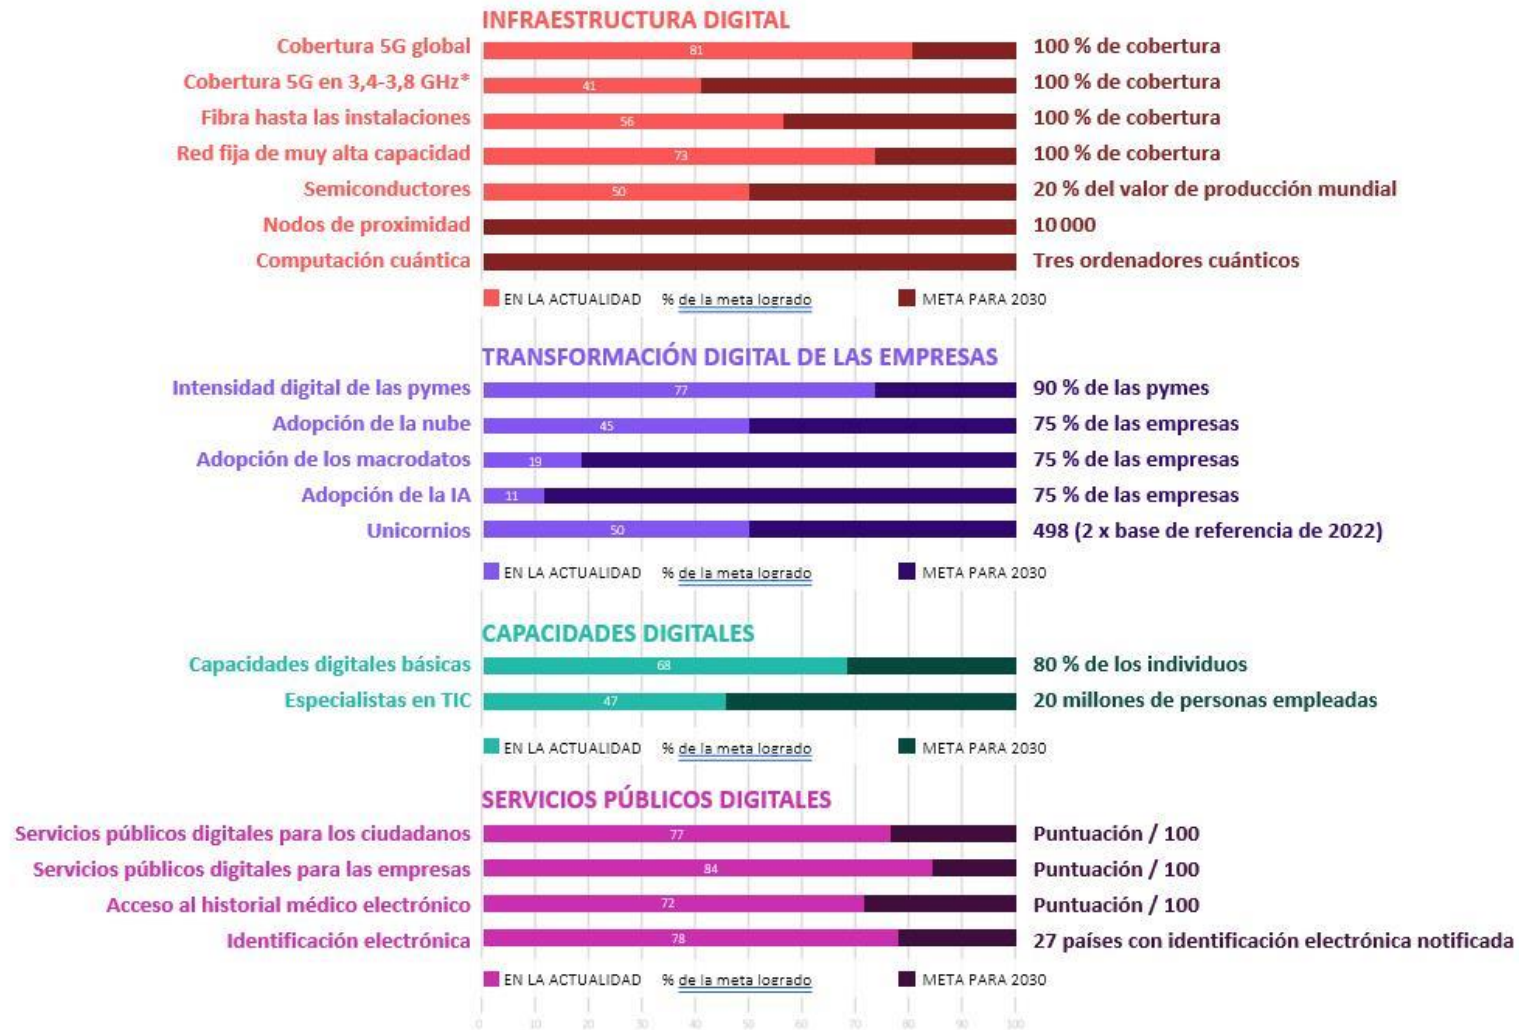 INFRAESTRUCTURA DIGITAL
Cobertura 5G global 81 100 % de cobertura
Cobertura 5G en 3,4-3,8 GHz* 41 100 % de cobertura
Fibra hasta las instalaciones 56 100 % de cobertura
Red fija de muy alta capacidad 73 100 % de cobertura
Semiconductores 50 20 % del valor de producción mundial
Nodos de proximidad 10 000
Computación cuántica Tres ordenadores cuánticos
EN LA ACTUALIDAD % de la meta logrado META PARA 2030
TRANSFORMACIÓN DIGITAL DE LAS EMPRESAS
Intensidad digital de las pymes 77 90 % de las pymes
Adopción de la nube 45 75 % de las empresas
Adopción de los macrodatos 19 75 % de las empresas
Adopción de la IA 11 75 % de las empresas
Unicornios 50 498 (2 x base de referencia de 2022)
EN LA ACTUALIDAD % de la meta logrado META PARA 2030
CAPACIDADES DIGITALES
Capacidades digitales básicas 68 80 % de los individuos
Especialistas en TIC 47 20 millones de personas empleadas
EN LA ACTUALIDAD % de la meta logrado META PARA 2030
SERVICIOS PÚBLICOS DIGITALES
Servicios públicos digitales para los ciudadanos 77 Puntuación / 100
Servicios públicos digitales para las empresas 84 Puntuación / 100
Acceso al historial médico electrónico 72 Puntuación / 100
Identificación electrónica 78 27 países con identificación electrónica notificada
EN LA ACTUALIDAD % de la meta logrado META PARA 2030
0 10 20 30 40 50 60 70 80 90 100